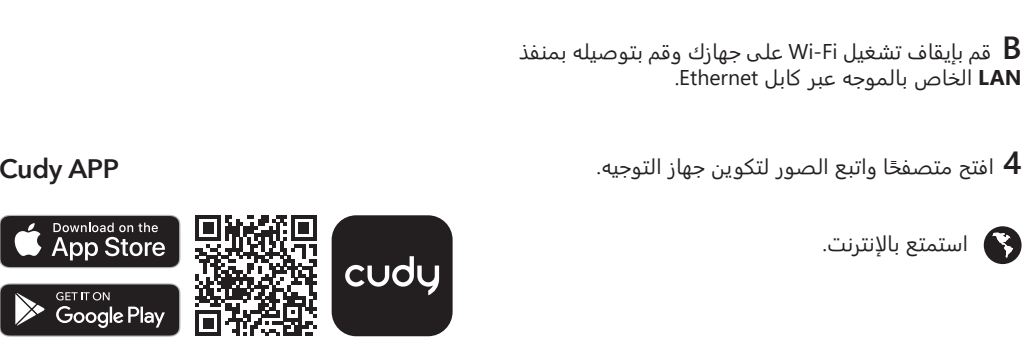 B قم بإيقاف تشغيل Wi-Fi على جهازك وقم بتوصيله بمنفذ
LAN الخاص بالموجه عبر كابل Ethernet.
4 افتح متصفحًا واتبع الصور لتكوين جهاز التوجيه.
استمتع بالإنترنت.
Cudy APP
Download on the
App Store
GET IT ON
Google Play
cudy